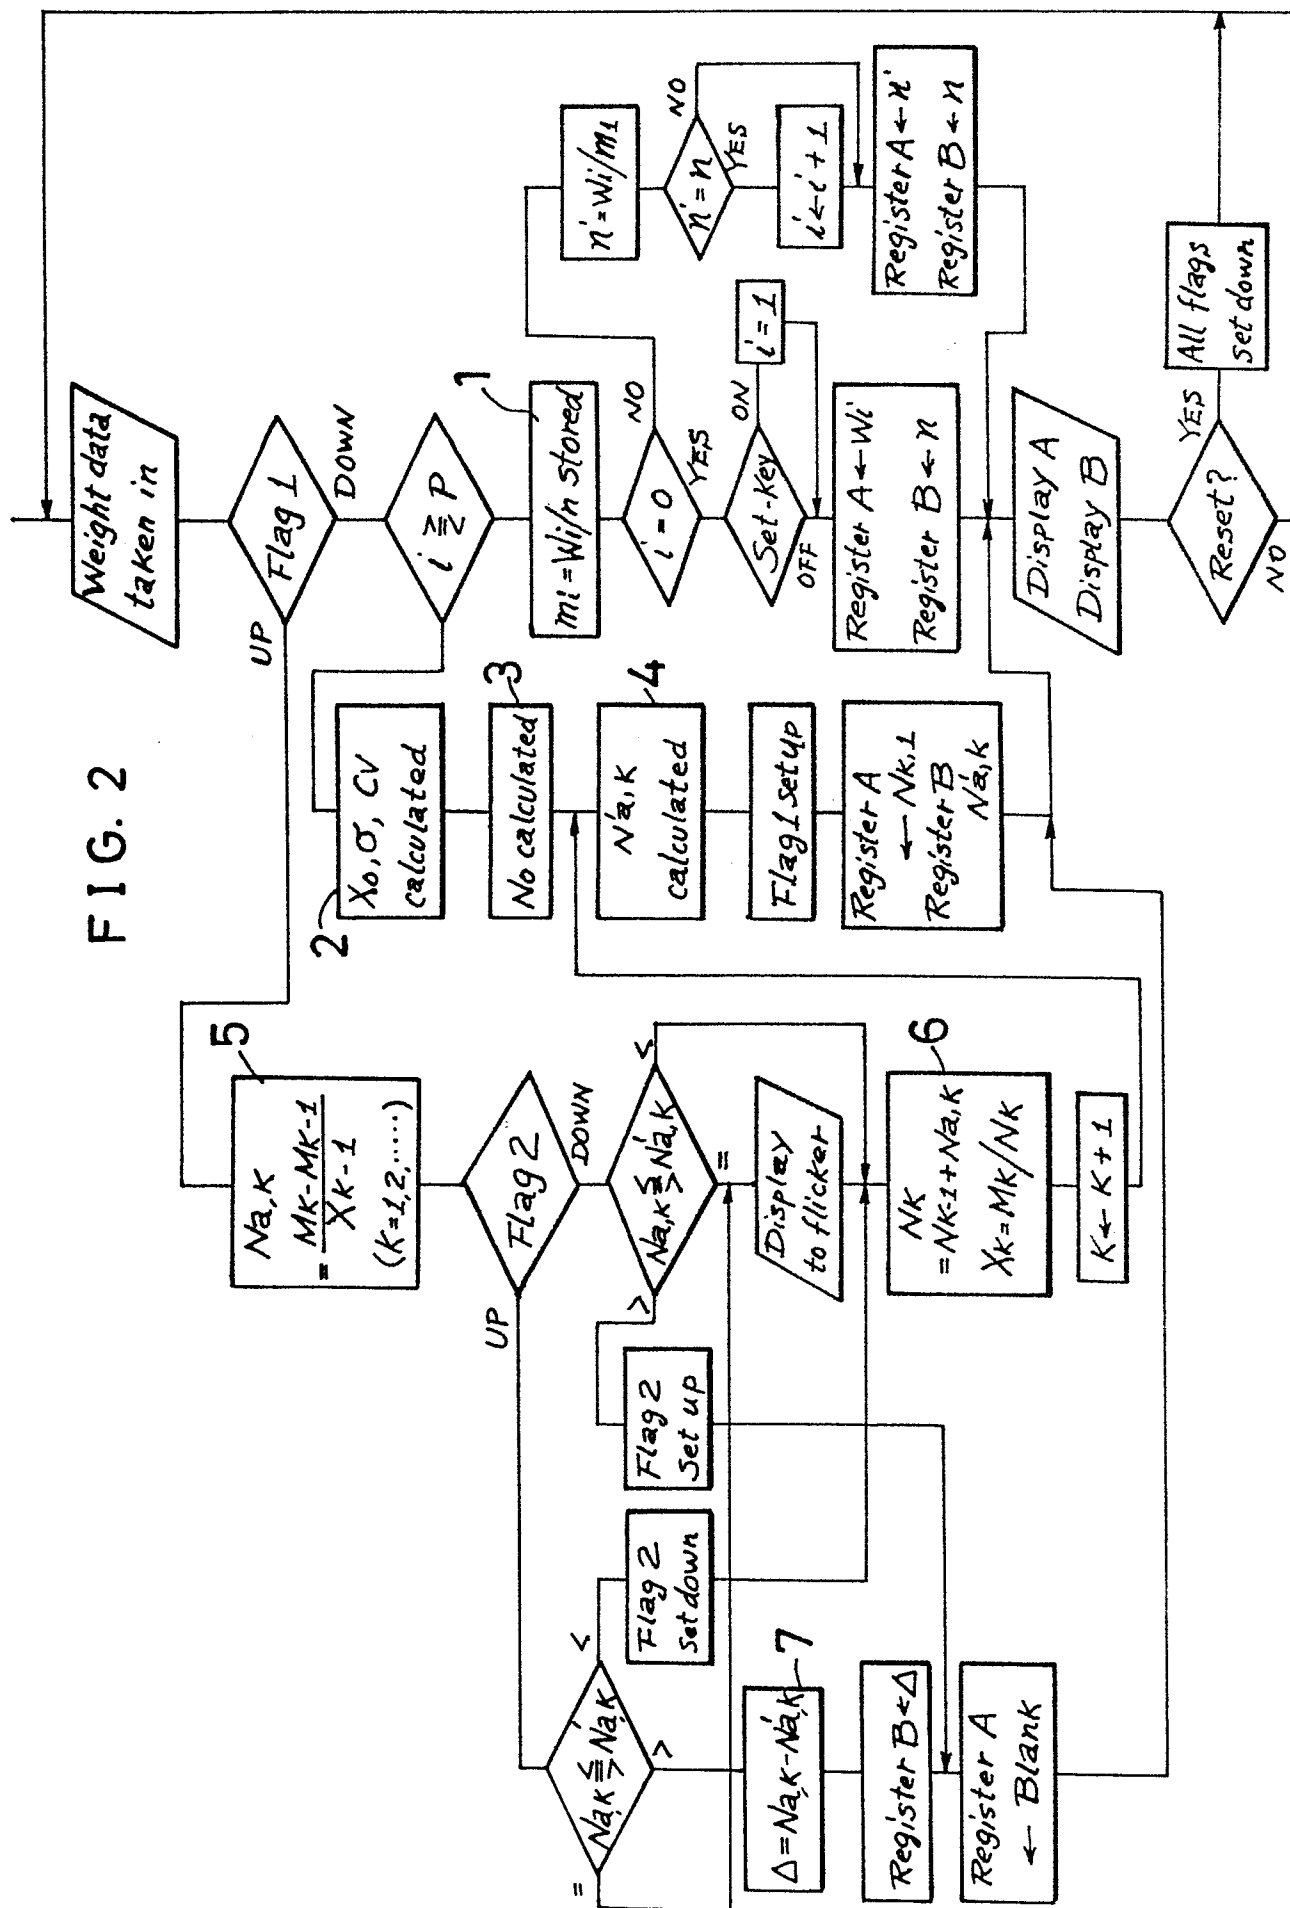 FIG. 2
Weight data
taken in
Flag 1
UP
DOWN
i ≧ P
1
mi = Wi/n stored
i = 0
NO
YES
n' = Wi/m1
n' = n
NO
YES
i ← i + 1
Register A ← n'
Register B ← n
Set-Key
ON
OFF
i = 1
Register A ← Wi
Register B ← n
Display A
Display B
Reset?
YES
NO
All flags
set down
2
Xo, σ, CV
calculated
3
No calculated
4
N'a,k
calculated
Flag 1 set up
Register A
← Nk,1
Register B
N'a,k
5
Na,k
= MK-MK-1
XK-1
(K=1,2,.....)
Flag 2
UP
DOWN
Na,k ⪋ N'a,k
<
=
>
Display
to flicker
6
NK
= NK-1 + Na,k
XK = MK/NK
K ← K + 1
Flag 2
Set up
Flag 2
Set down
Na,k ⪋ N'a,k
<
=
>
7
Δ = Na,k - N'a,k
Register B ← Δ
Register A
← Blank